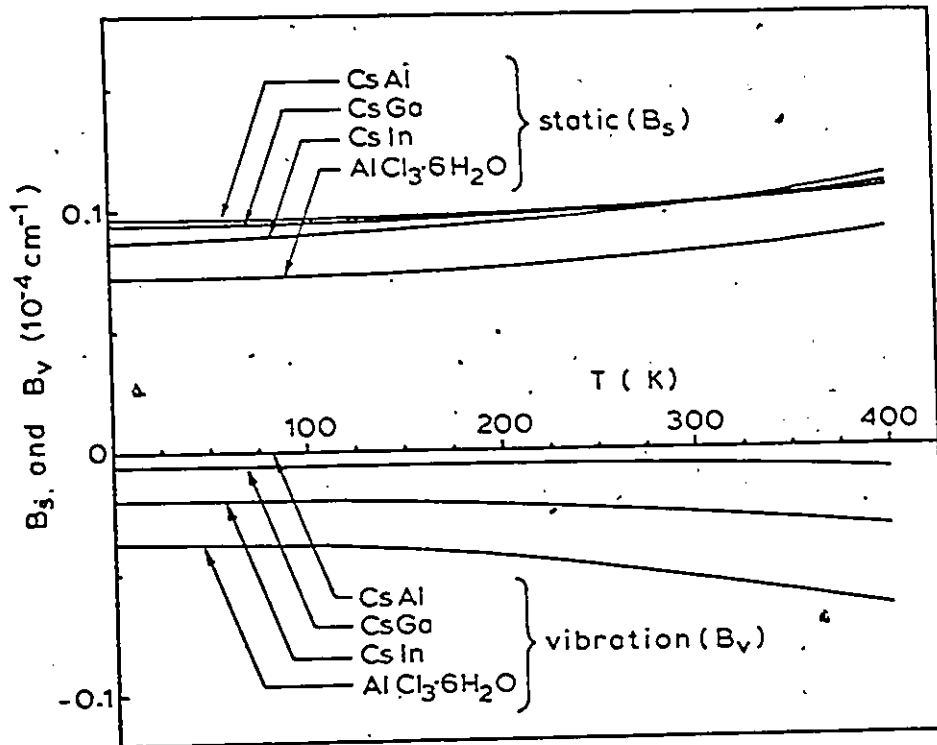 CsAl
CsGa
CsIn
AlCl₃·6H₂O
static (Bₛ)
0.1
0
-0.1
Bₛ, and Bᵥ (10⁻⁴ cm⁻¹)
T ( K)
100
200
300
400
CsAl
CsGa
CsIn
AlCl₃·6H₂O
vibration (Bᵥ)